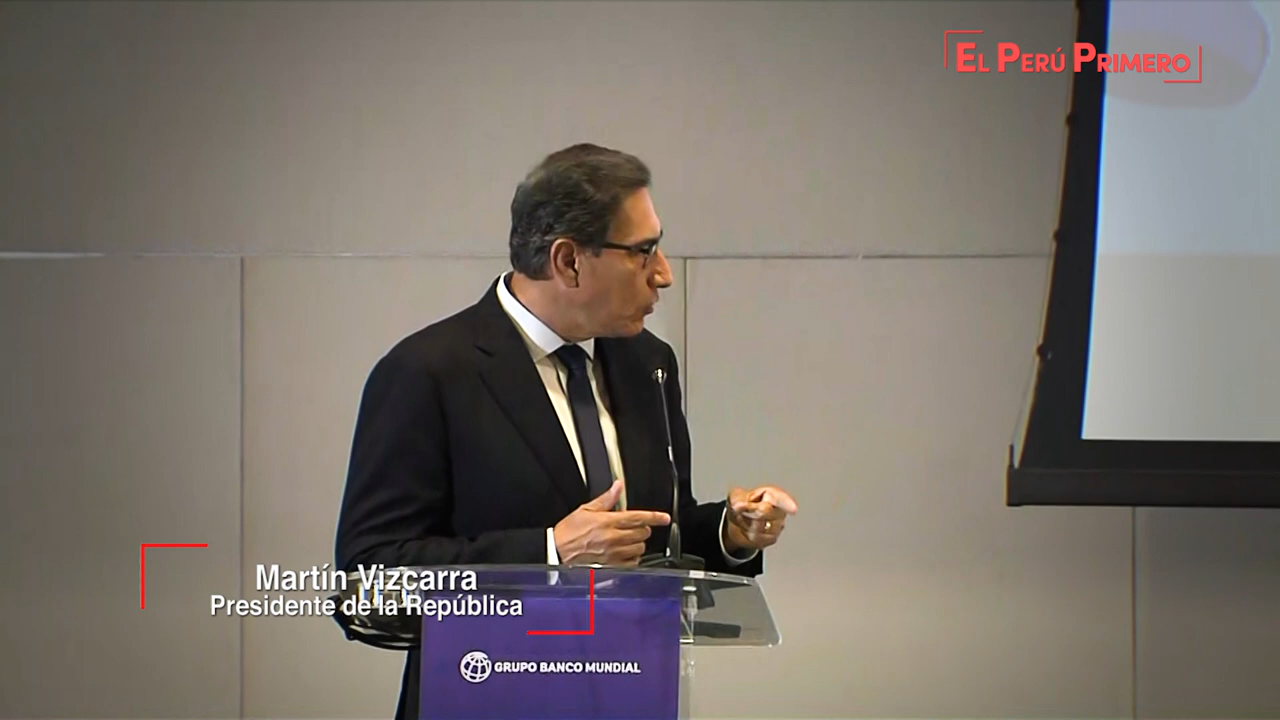 El Perú Primero
Martín Vizcarra
Presidente de la República
GRUPO BANCO MUNDIAL